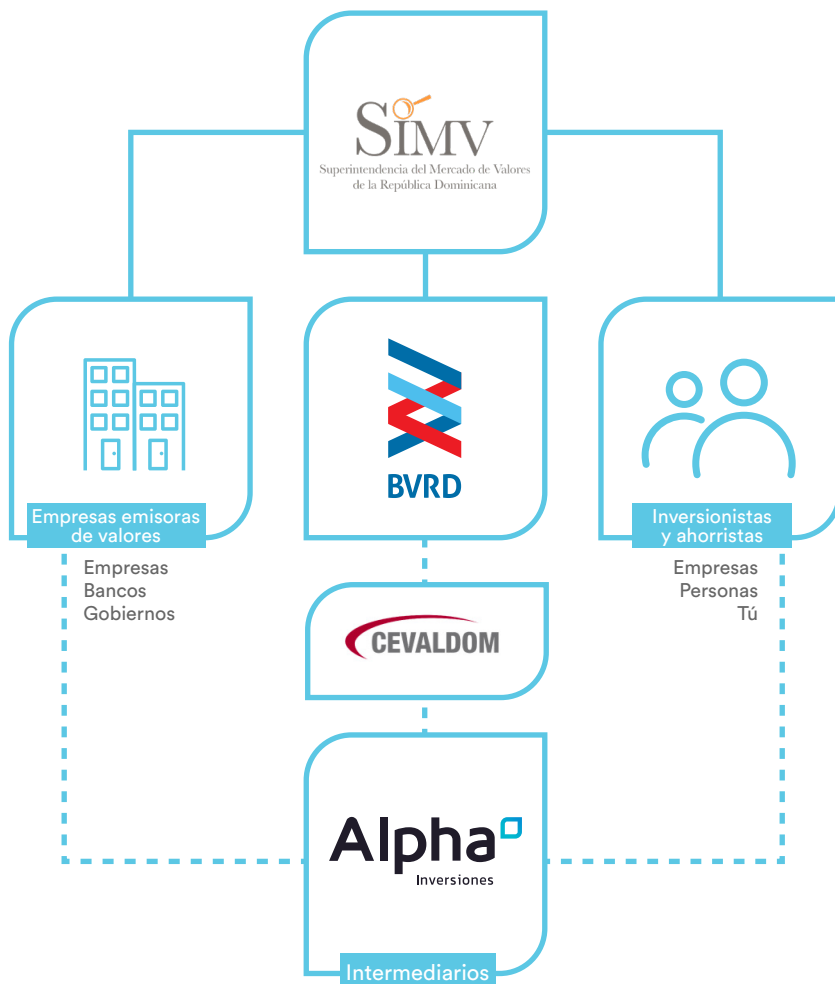 SIMV
Superintendencia del Mercado de Valores
de la República Dominicana
BVRD
Empresas emisoras
de valores
Empresas
Bancos
Gobiernos
Inversionistas
y ahorristas
Empresas
Personas
Tú
CEVALDOM
Alpha
Inversiones
Intermediarios